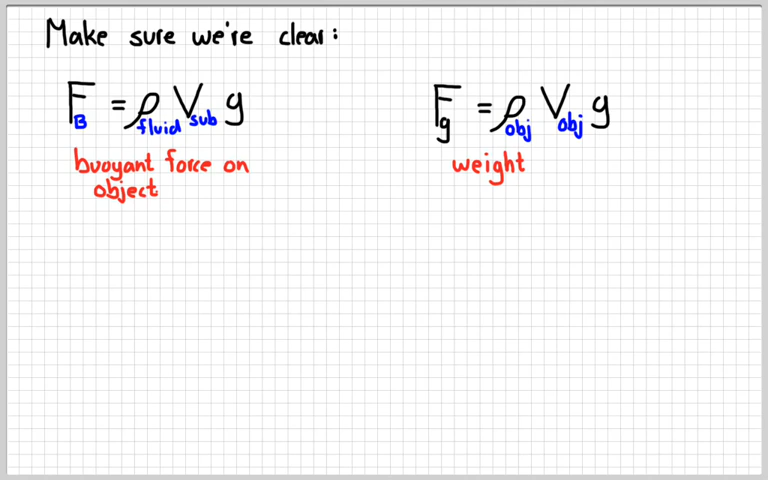 Make sure we're clear:
F_B = ρ_fluid V_sub g
F_g = ρ_obj V_obj g
buoyant force on
object
weight